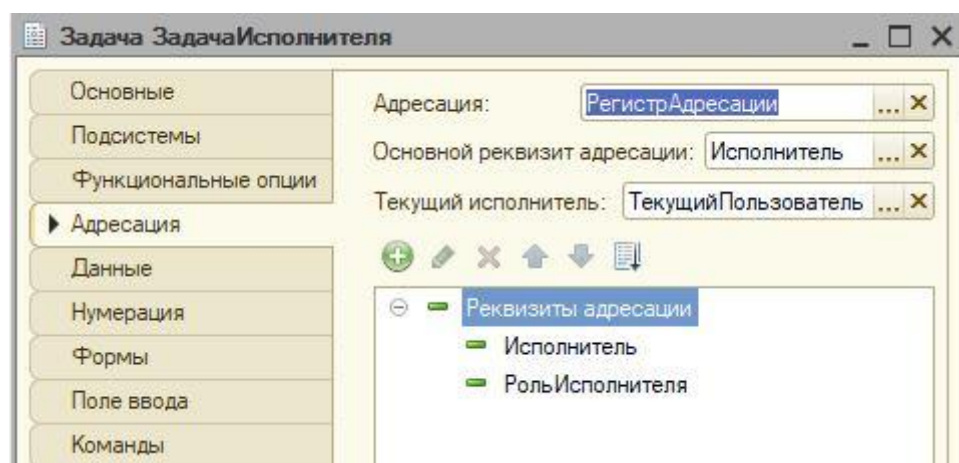 Задача ЗадачаИсполнителя
Основные
Подсистемы
Функциональные опции
Адресация
Данные
Нумерация
Формы
Поле ввода
Команды
Адресация: РегистрАдресации ...
Основной реквизит адресации: Исполнитель ...
Текущий исполнитель: ТекущийПользователь ...
Реквизиты адресации
Исполнитель
РольИсполнителя